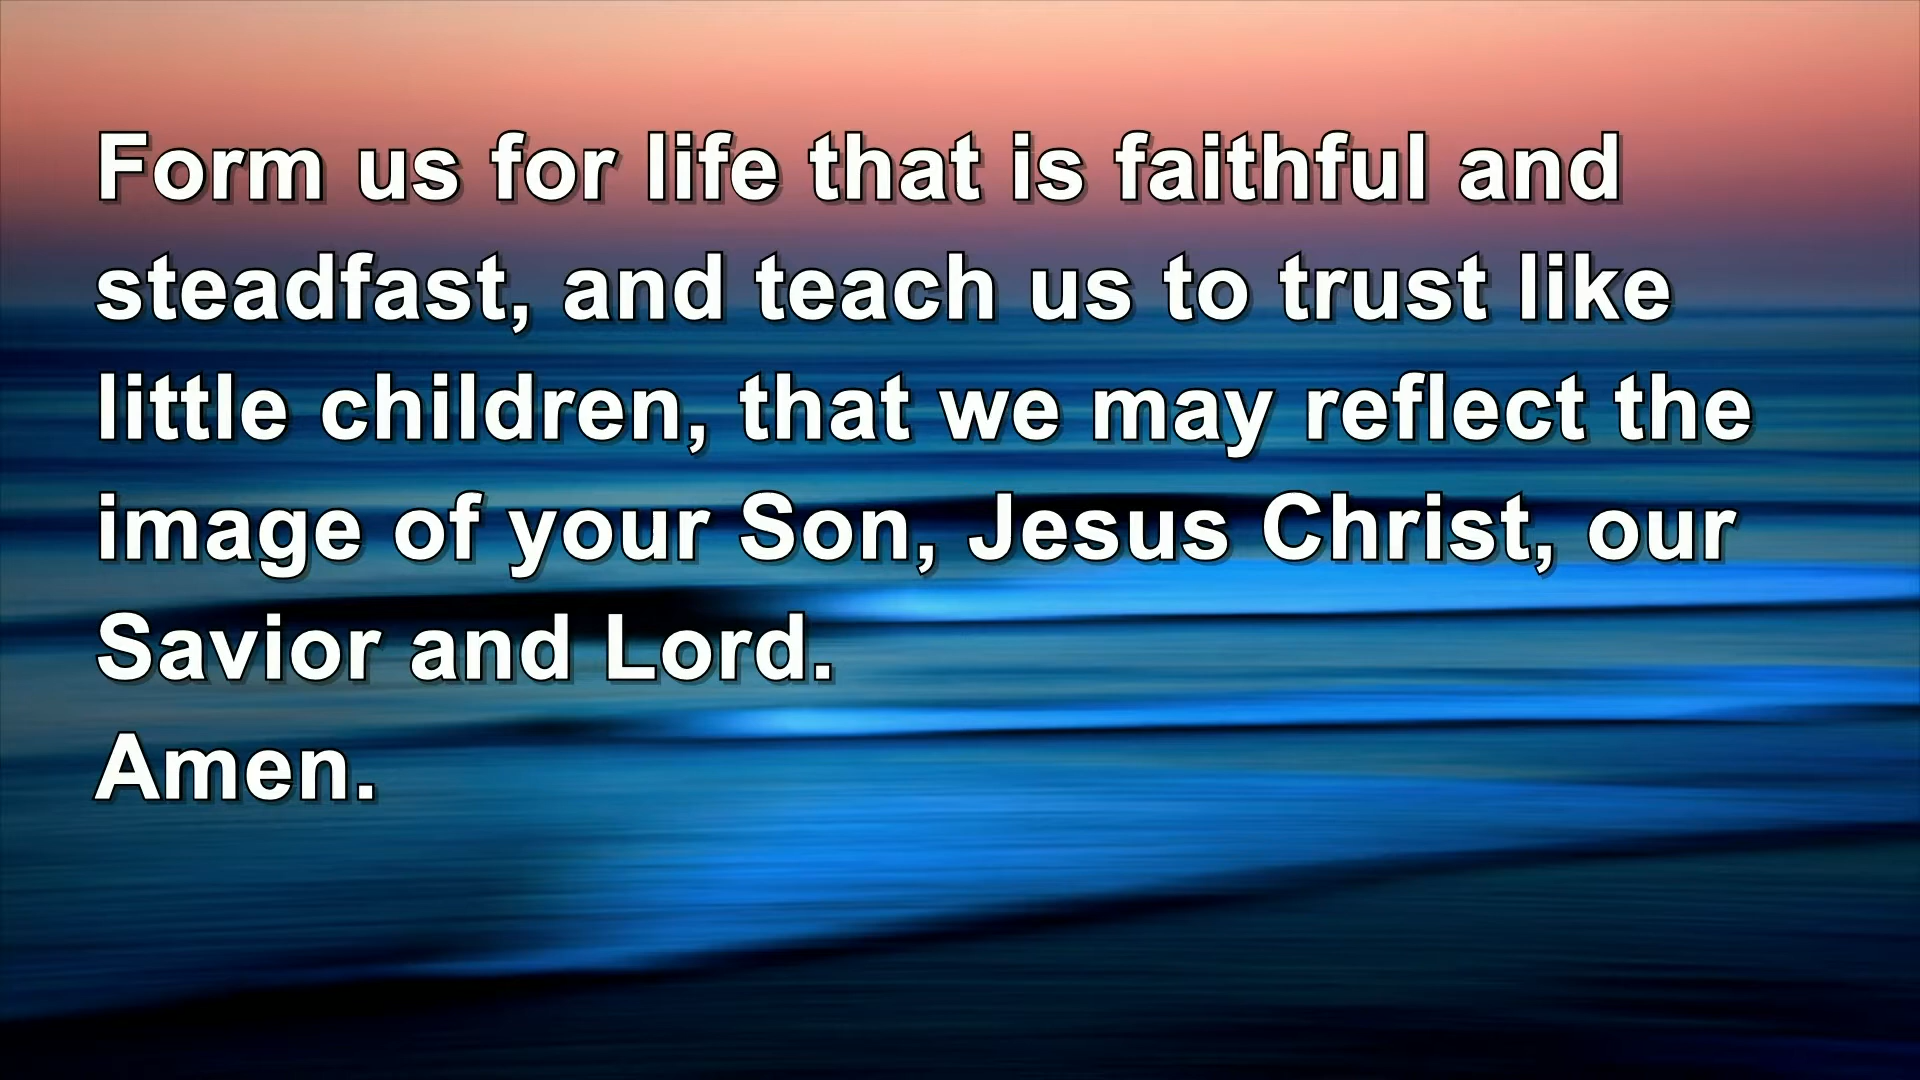 Form us for life that is faithful and
steadfast, and teach us to trust like
little children, that we may reflect the
image of your Son, Jesus Christ, our
Savior and Lord.
Amen.